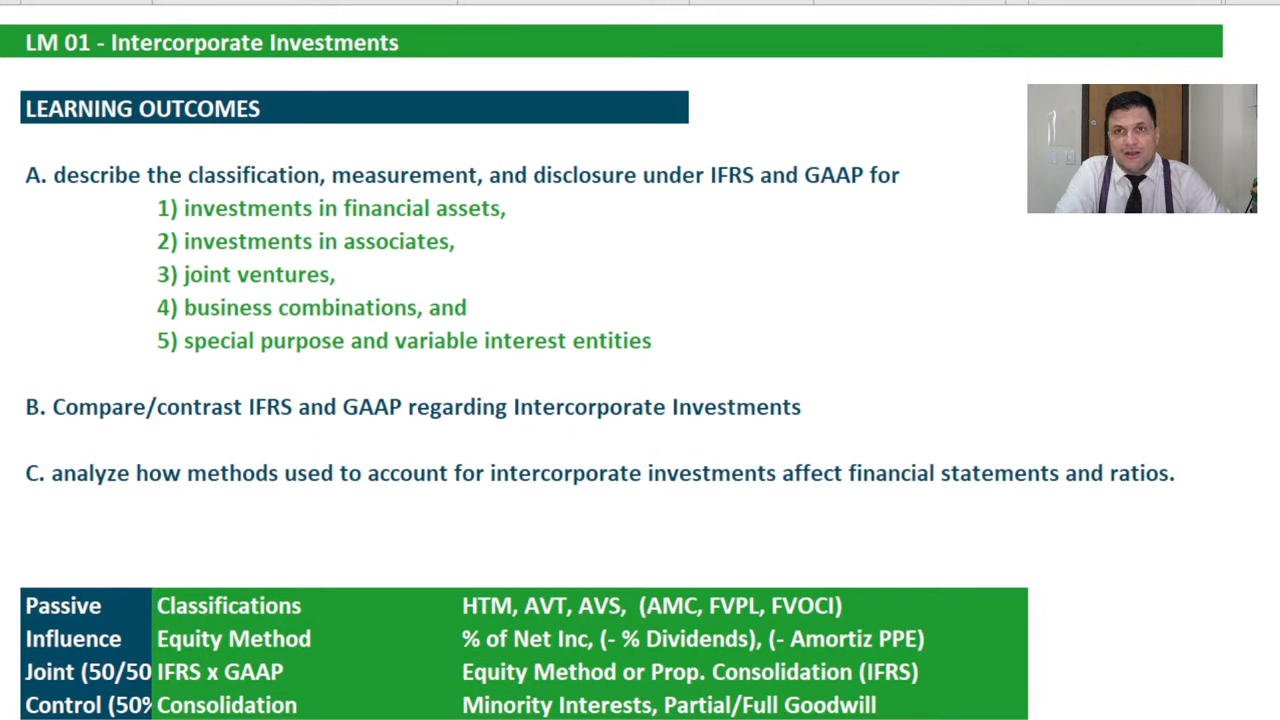 LM 01 - Intercorporate Investments
LEARNING OUTCOMES
A. describe the classification, measurement, and disclosure under IFRS and GAAP for
1) investments in financial assets,
2) investments in associates,
3) joint ventures,
4) business combinations, and
5) special purpose and variable interest entities
B. Compare/contrast IFRS and GAAP regarding Intercorporate Investments
C. analyze how methods used to account for intercorporate investments affect financial statements and ratios.
Passive Classifications HTM, AVT, AVS, (AMC, FVPL, FVOCI)
Influence Equity Method % of Net Inc, (- % Dividends), (- Amortiz PPE)
Joint (50/50 IFRS x GAAP Equity Method or Prop. Consolidation (IFRS)
Control (50% Consolidation Minority Interests, Partial/Full Goodwill